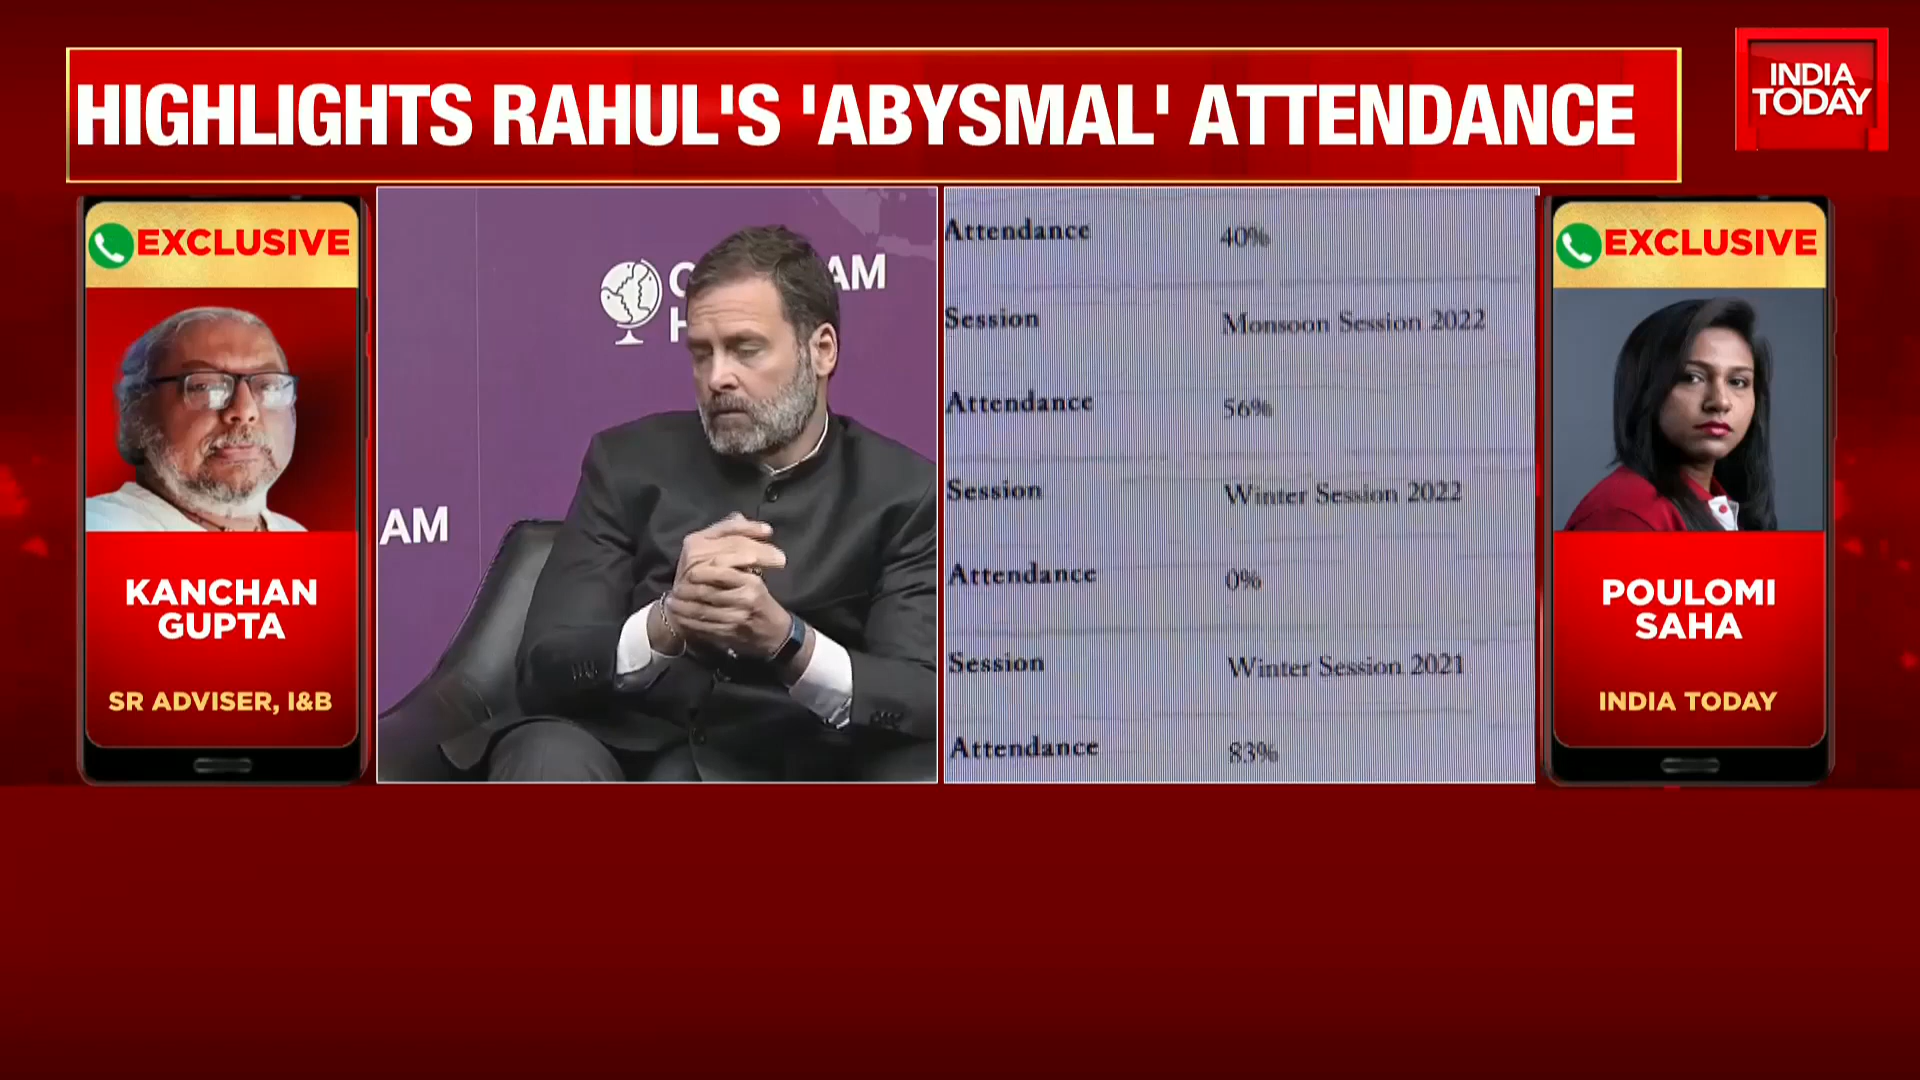 HIGHLIGHTS RAHUL'S 'ABYSMAL' ATTENDANCE
INDIA
TODAY
EXCLUSIVE
KANCHAN
GUPTA
SR ADVISER, I&B
AM
H
AM
Attendance 40%
Session Monsoon Session 2022
Attendance 56%
Session Winter Session 2022
Attendance 0%
Session Winter Session 2021
Attendance 83%
EXCLUSIVE
POULOMI
SAHA
INDIA TODAY